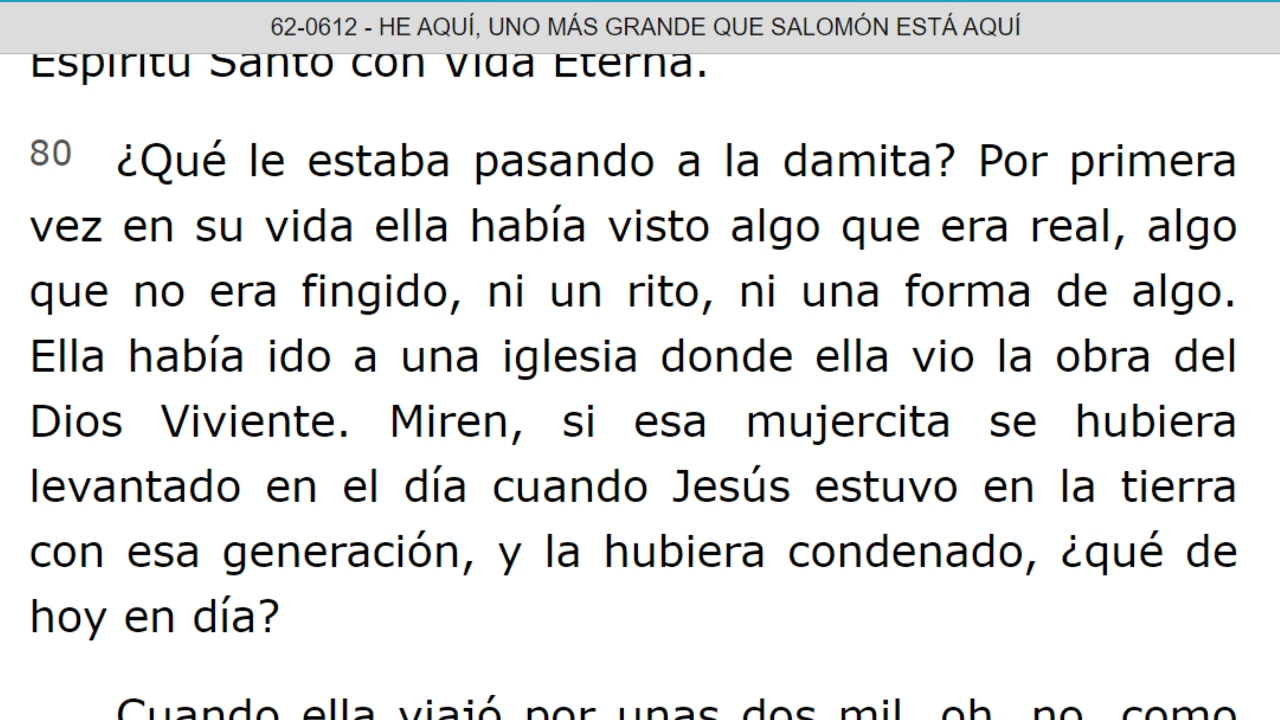 62-0612 - HE AQUÍ, UNO MÁS GRANDE QUE SALOMÓN ESTÁ AQUÍ
Espíritu Santo con Vida Eterna.
80 ¿Qué le estaba pasando a la damita? Por primera
vez en su vida ella había visto algo que era real, algo
que no era fingido, ni un rito, ni una forma de algo.
Ella había ido a una iglesia donde ella vio la obra del
Dios Viviente. Miren, si esa mujercita se hubiera
levantado en el día cuando Jesús estuvo en la tierra
con esa generación, y la hubiera condenado, ¿qué de
hoy en día?
Cuando ella viajó por unas dos mil, oh, no, como